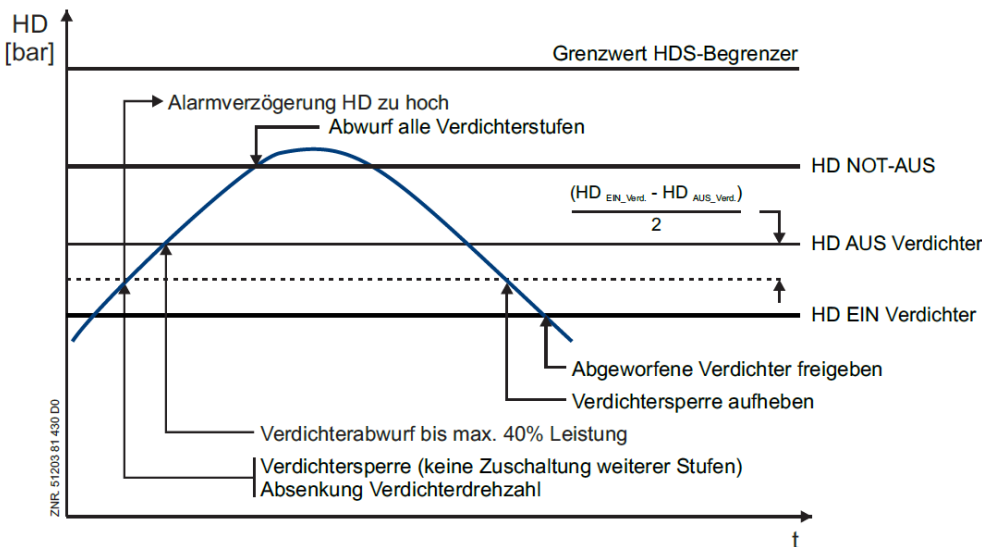 HD
[bar]
Grenzwert HDS-Begrenzer
Alarmverzögerung HD zu hoch
Abwurf alle Verdichterstufen
HD NOT-AUS
(HD EIN_Verd. - HD AUS_Verd.)
2
HD AUS Verdichter
HD EIN Verdichter
Abgeworfene Verdichter freigeben
Verdichtersperre aufheben
Verdichterabwurf bis max. 40% Leistung
Verdichtersperre (keine Zuschaltung weiterer Stufen)
Absenkung Verdichterdrehzahl
ZNR. 51203 81 430 D0
t